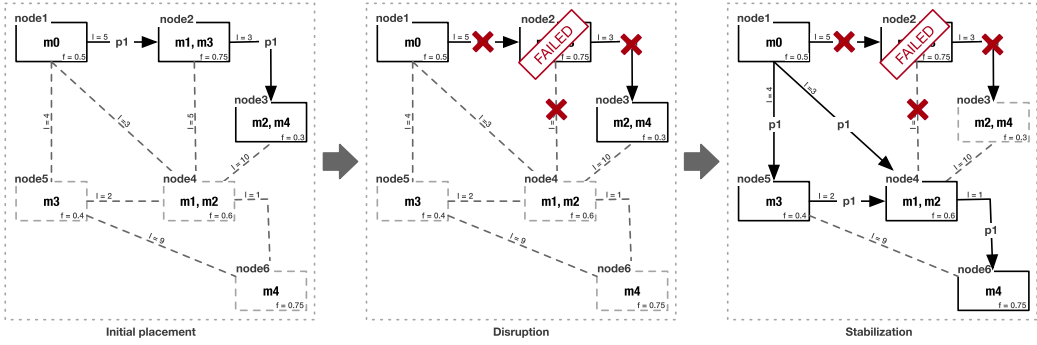 node1
m0
f = 0.5
l = 5
p1
node2
m1, m3
f = 0.75
l = 3
p1
node3
m2, m4
f = 0.3
l = 4
l=3
l = 5
l = 10
node5
m3
f = 0.4
l = 2
node4
m1, m2
f = 0.6
l = 1
l = 9
node6
m4
f = 0.75
Initial placement
node1
m0
f = 0.5
l = 5
node2
FAILED
f = 0.75
l = 3
node3
m2, m4
f = 0.3
l = 4
l=3
l =
l = 10
node5
m3
f = 0.4
l = 2
node4
m1, m2
f = 0.6
l = 1
l = 9
node6
m4
f = 0.75
Disruption
node1
m0
f = 0.5
l = 5
node2
FAILED
f = 0.75
l = 3
node3
m2, m4
f = 0.3
l = 4
p1
l=3
p1
l =
l = 10
node5
m3
f = 0.4
l = 2
p1
node4
m1, m2
f = 0.6
l = 1
p1
l = 9
node6
m4
f = 0.75
Stabilization